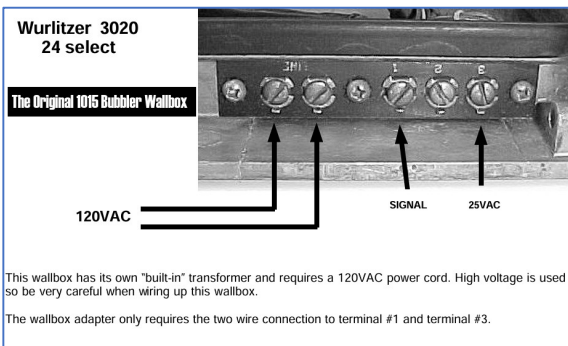 Wurlitzer 3020
24 select
The Original 1015 Bubbler Wallbox
LINE
1 2 3
SIGNAL 25VAC
120VAC
This wallbox has its own "built-in" transformer and requires a 120VAC power cord. High voltage is used
so be very careful when wiring up this wallbox.
The wallbox adapter only requires the two wire connection to terminal #1 and terminal #3.